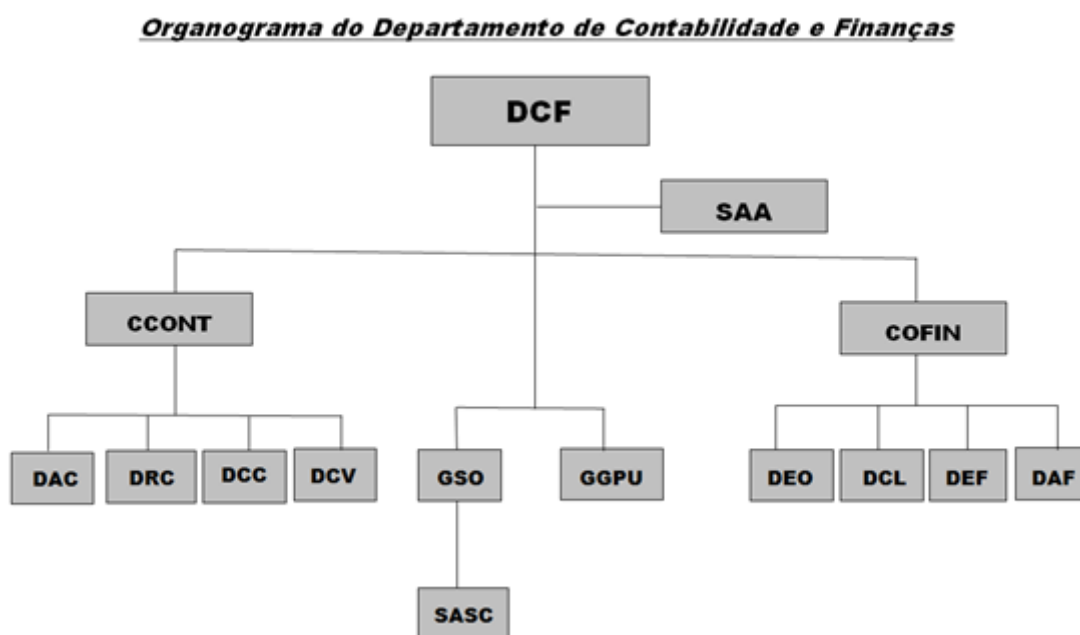 Organograma do Departamento de Contabilidade e Finanças
DCF
SAA
CCONT
COFIN
DAC
DRC
DCC
DCV
GSO
GGPU
DEO
DCL
DEF
DAF
SASC